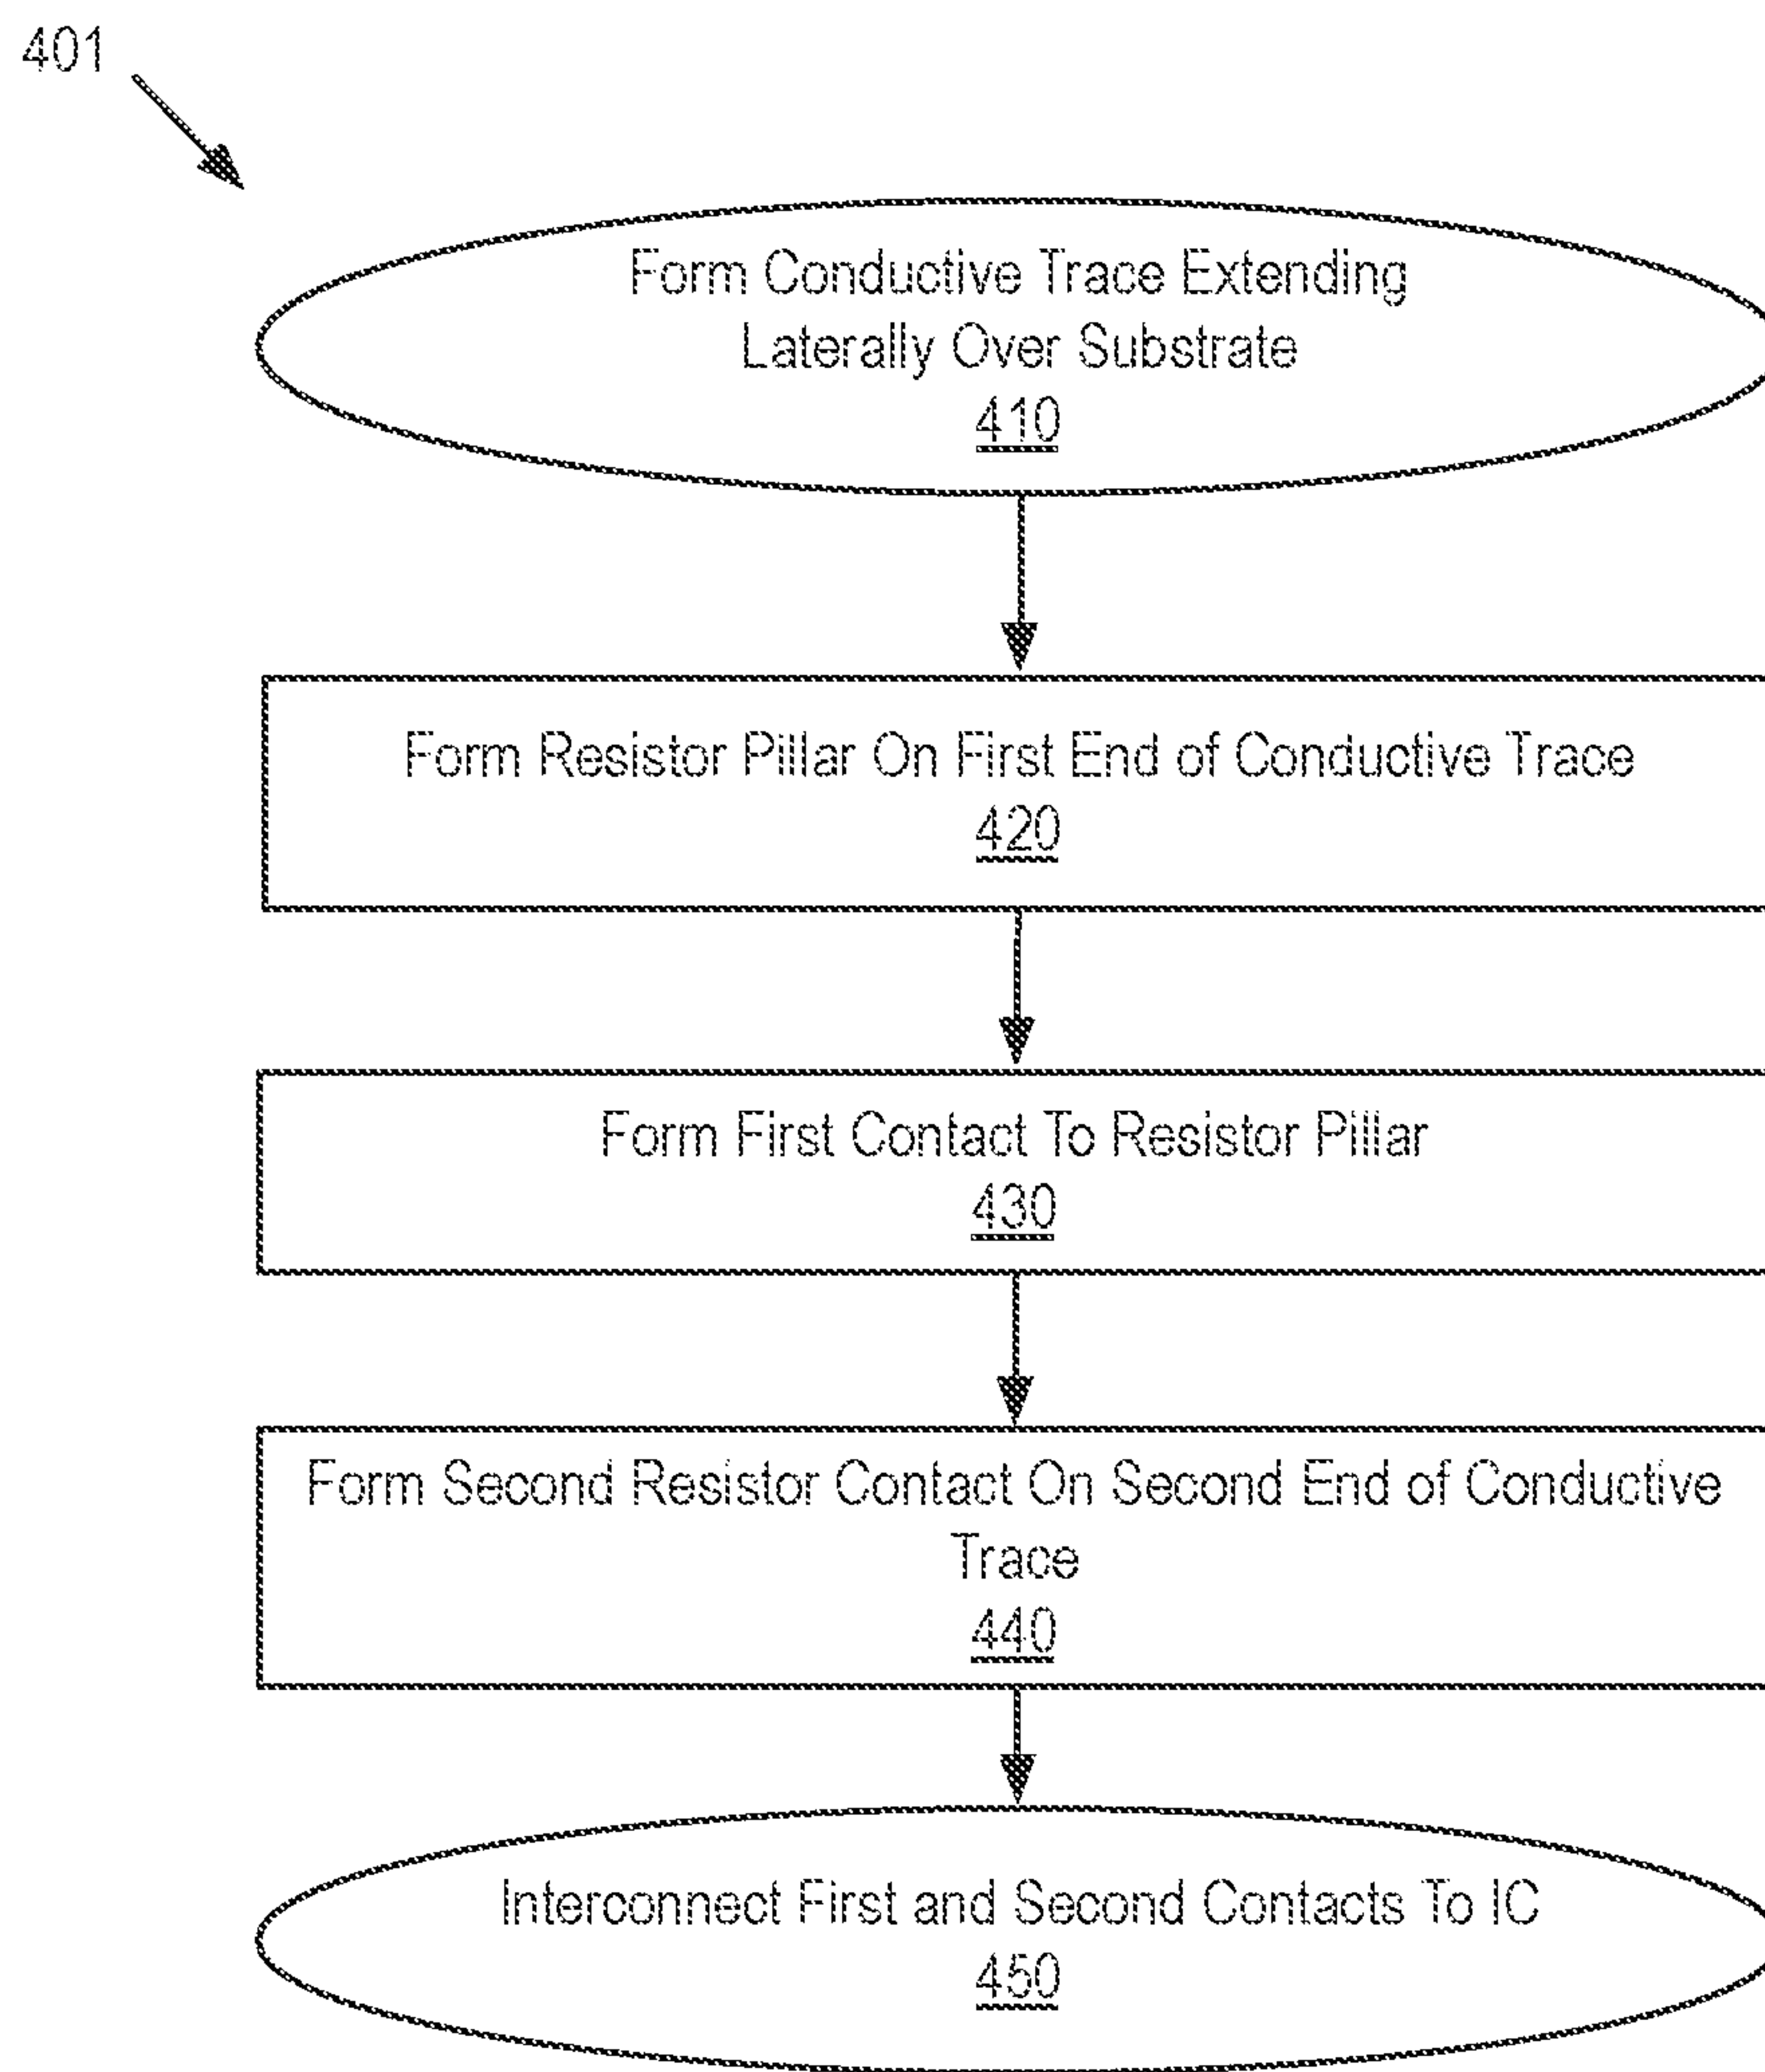 401
Form Conductive Trace Extending
Laterally Over Substrate
410
Form Resistor Pillar On First End of Conductive Trace
420
Form First Contact To Resistor Pillar
430
Form Second Resistor Contact On Second End of Conductive
Trace
440
Interconnect First and Second Contacts To IC
450